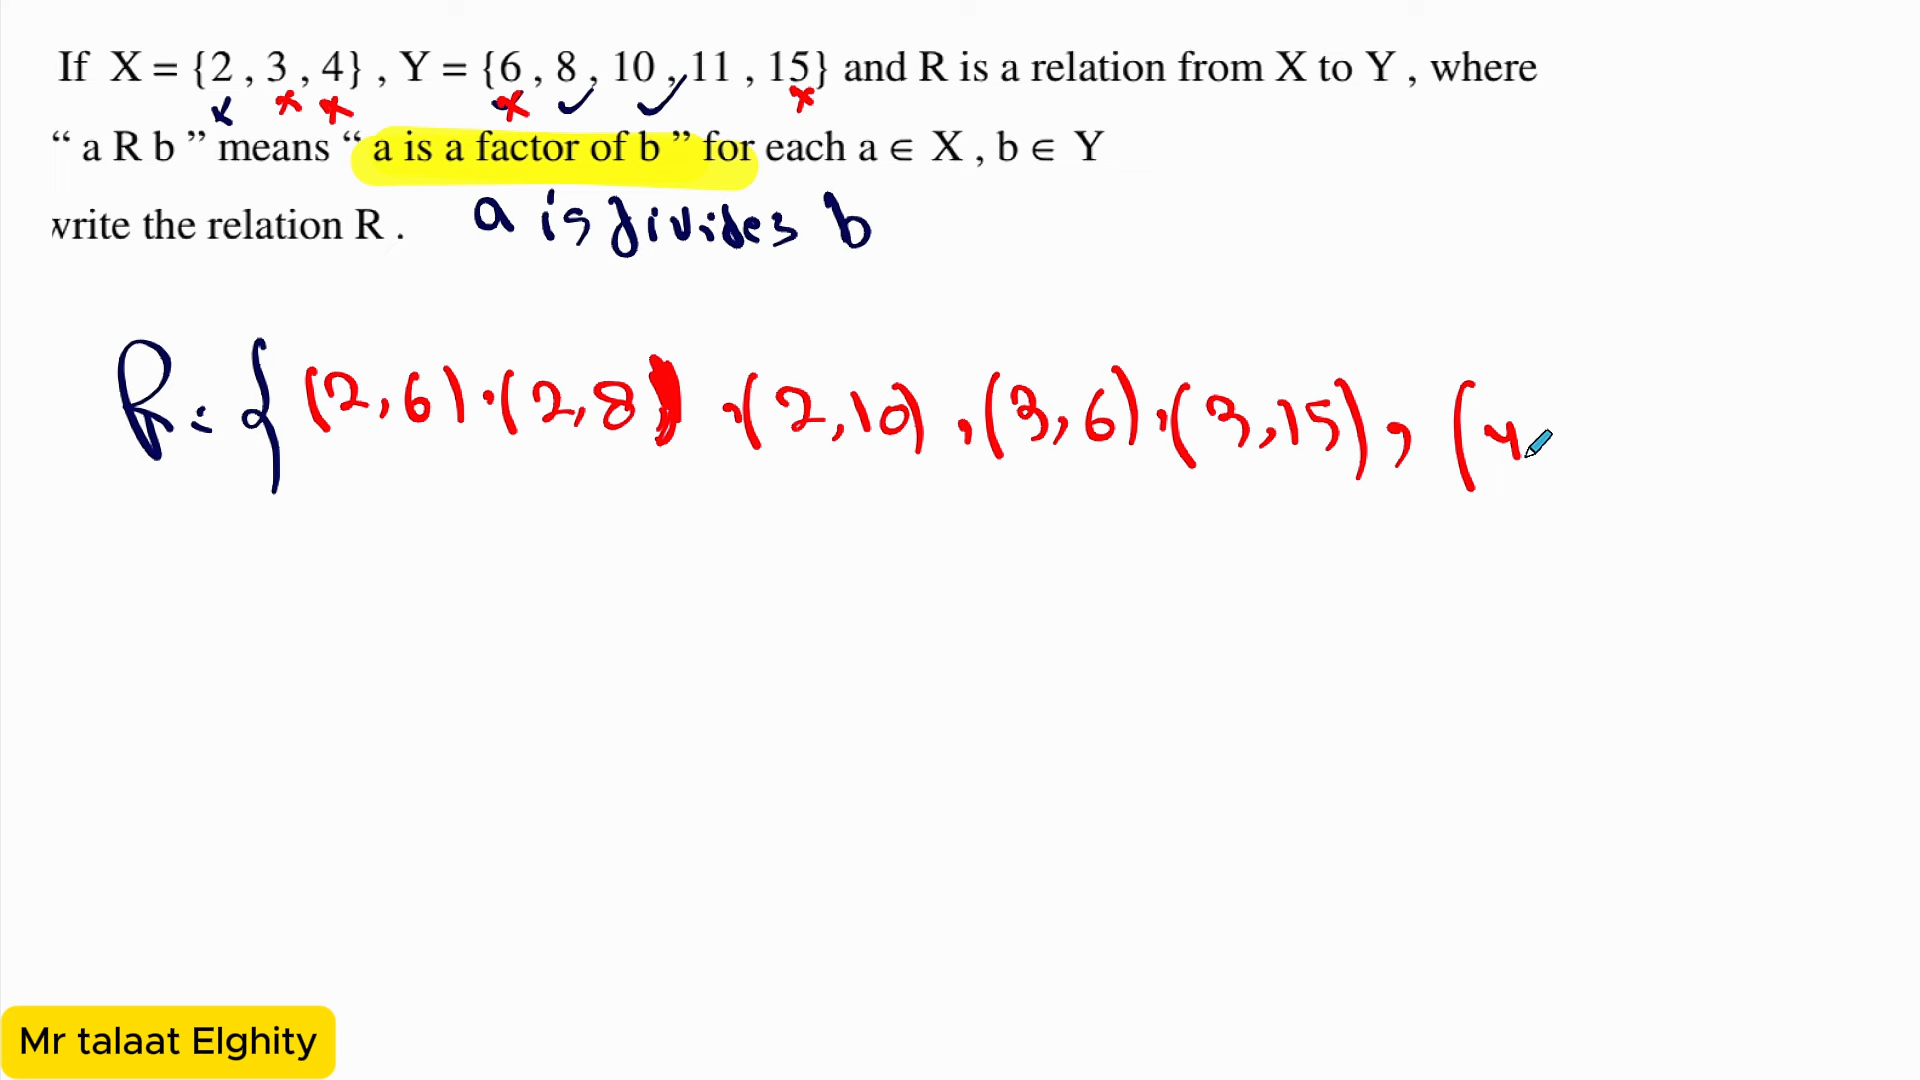 If X = {2 , 3 , 4} , Y = {6 , 8 , 10 , 11 , 15} and R is a relation from X to Y , where
“ a R b ” means “ a is a factor of b ” for each a ∈ X , b ∈ Y
write the relation R .
a is divides b
R = { (2,6) , (2,8) , (2,10) , (3,6) , (3,15) , (4
Mr talaat Elghity